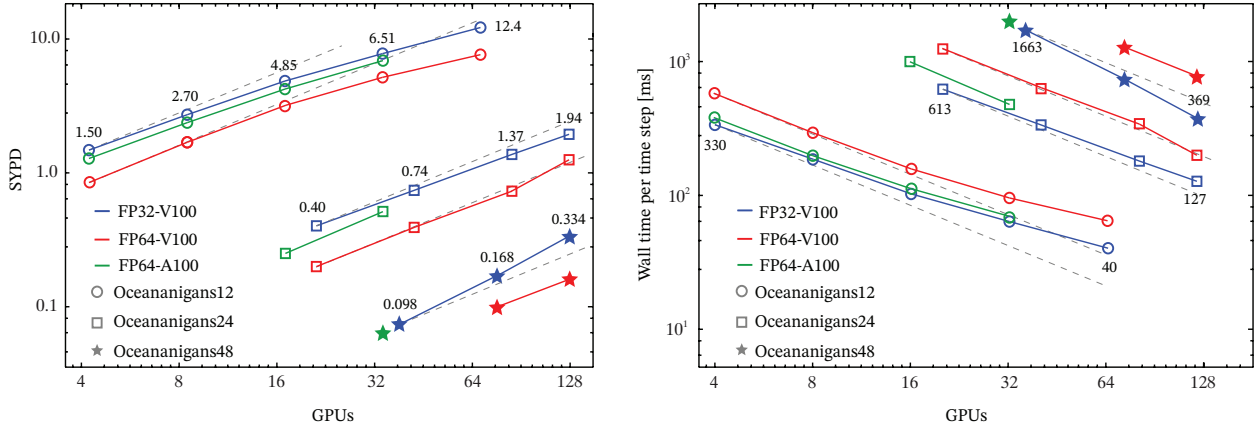 10.0
1.0
0.1
SYPD
1.50
2.70
4.85
6.51
12.4
0.40
0.74
1.37
1.94
0.098
0.168
0.334
FP32-V100
FP64-V100
FP64-A100
Oceananigans12
Oceananigans24
Oceananigans48
4 8 16 32 64 128
GPUs
10³
10²
10¹
Wall time per time step [ms]
1663
369
613
127
330
40
FP32-V100
FP64-V100
FP64-A100
Oceananigans12
Oceananigans24
Oceananigans48
4 8 16 32 64 128
GPUs